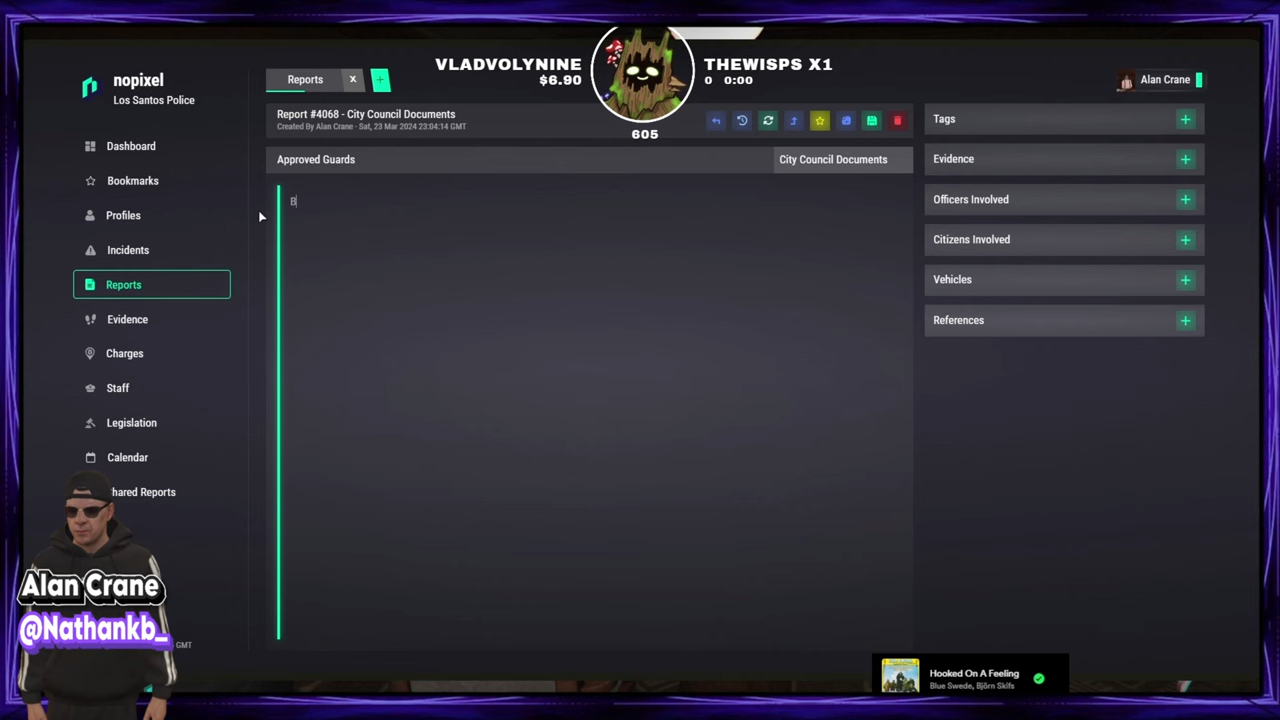 VLADVOLYNINE
$6.90
THEWISPS X1
0 0:00
605
nopixel
Los Santos Police
Reports
x
+
Alan Crane
Report #4068 - City Council Documents
Created By Alan Crane · Sat, 23 Mar 2024 23:04:14 GMT
Approved Guards
City Council Documents
B
Dashboard
Bookmarks
Profiles
Incidents
Reports
Evidence
Charges
Staff
Legislation
Calendar
hared Reports
Tags
Evidence
Officers Involved
Citizens Involved
Vehicles
References
Alan Crane
@Nathankb_
GMT
Hooked On A Feeling
Blue Swede, Björn Skifs